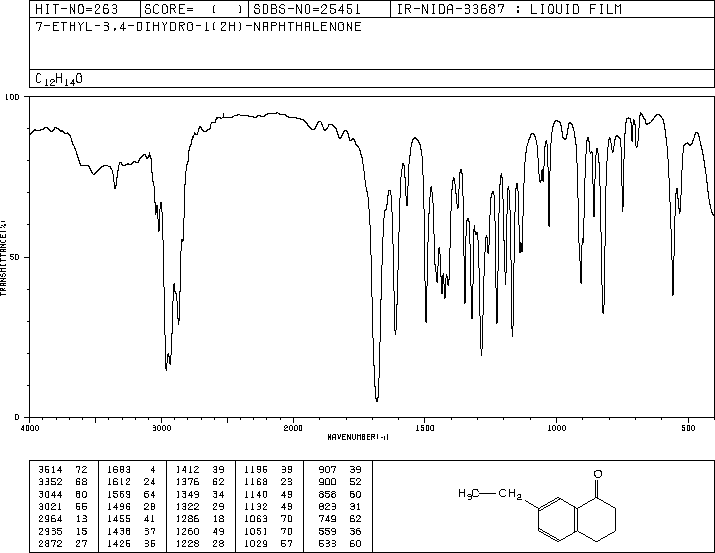 HIT-NO=263 SCORE= ( ) SDBS-NO=25451 IR-NIDA-33687 : LIQUID FILM
7-ETHYL-3,4-DIHYDRO-1(2H)-NAPHTHALENONE
C12H14O
100
50
0
TRANSMITTANCE(%)
4000 3000 2000 1500 1000 500
WAVENUMBER(-1)
3514 72 1683 4 1412 39 1196 39 907 39
3352 68 1612 24 1376 62 1168 23 900 52
3044 60 1569 64 1349 34 1140 49 858 60
3021 55 1496 28 1322 29 1132 49 823 31
2964 13 1455 41 1286 18 1063 70 749 62
2935 15 1438 37 1260 49 1051 70 559 36
2872 27 1425 36 1228 28 1029 57 533 60
O
H3C CH2